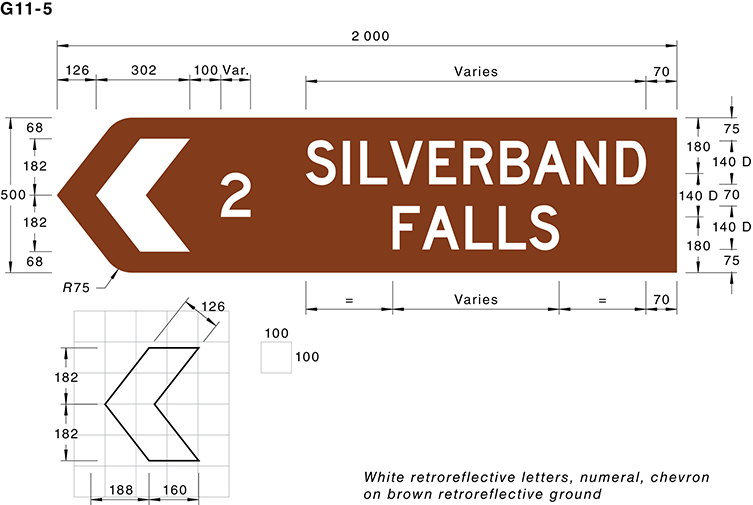 G11-5
2 000
126 302 100 Var. Varies 70
68
182
500
182
68
R75
SILVERBAND
2
FALLS
180
140 D
180
75
140 D
70
140 D
75
= Varies = 70
126
182
182
188 160
100
100
White retroreflective letters, numeral, chevron
on brown retroreflective ground